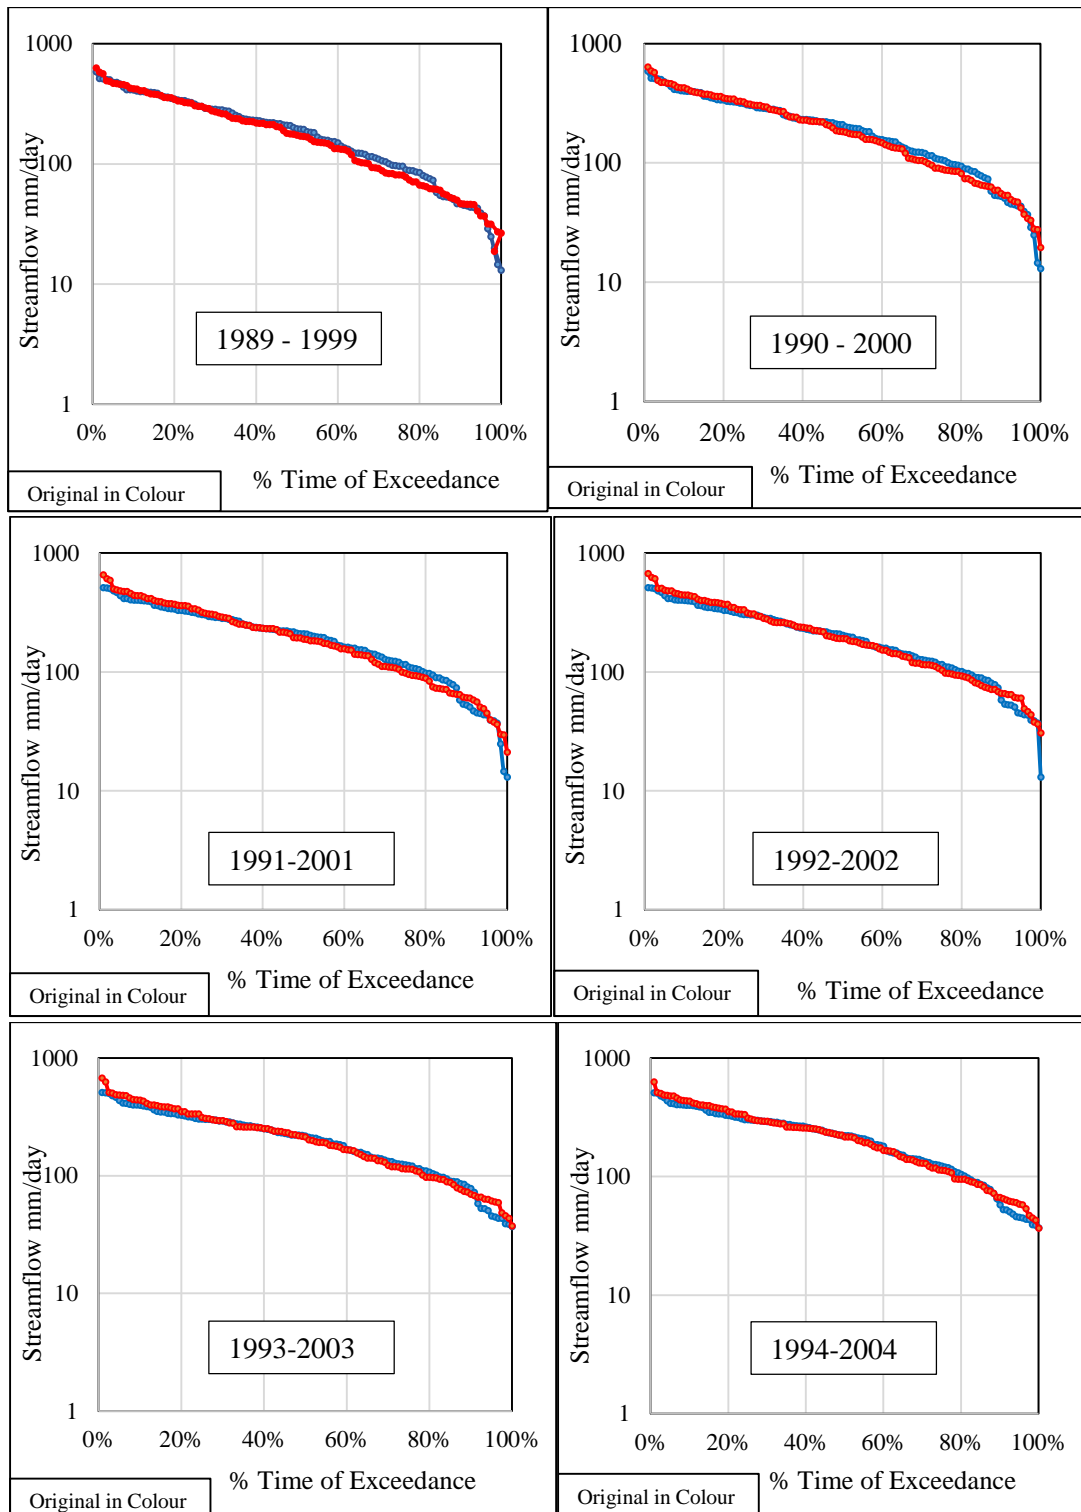 1000
100
10
1
Streamflow mm/day
1989 - 1999
0% 20% 40% 60% 80% 100%
% Time of Exceedance
Original in Colour
1000
100
10
1
Streamflow mm/day
1990 - 2000
0% 20% 40% 60% 80% 100%
% Time of Exceedance
Original in Colour
1000
100
10
1
Streamflow mm/day
1991-2001
0% 20% 40% 60% 80% 100%
% Time of Exceedance
Original in Colour
1000
100
10
1
Streamflow mm/day
1992-2002
0% 20% 40% 60% 80% 100%
% Time of Exceedance
Original in Colour
1000
100
10
1
Streamflow mm/day
1993-2003
0% 20% 40% 60% 80% 100%
% Time of Exceedance
Original in Colour
1000
100
10
1
Streamflow mm/day
1994-2004
0% 20% 40% 60% 80% 100%
% Time of Exceedance
Original in Colour